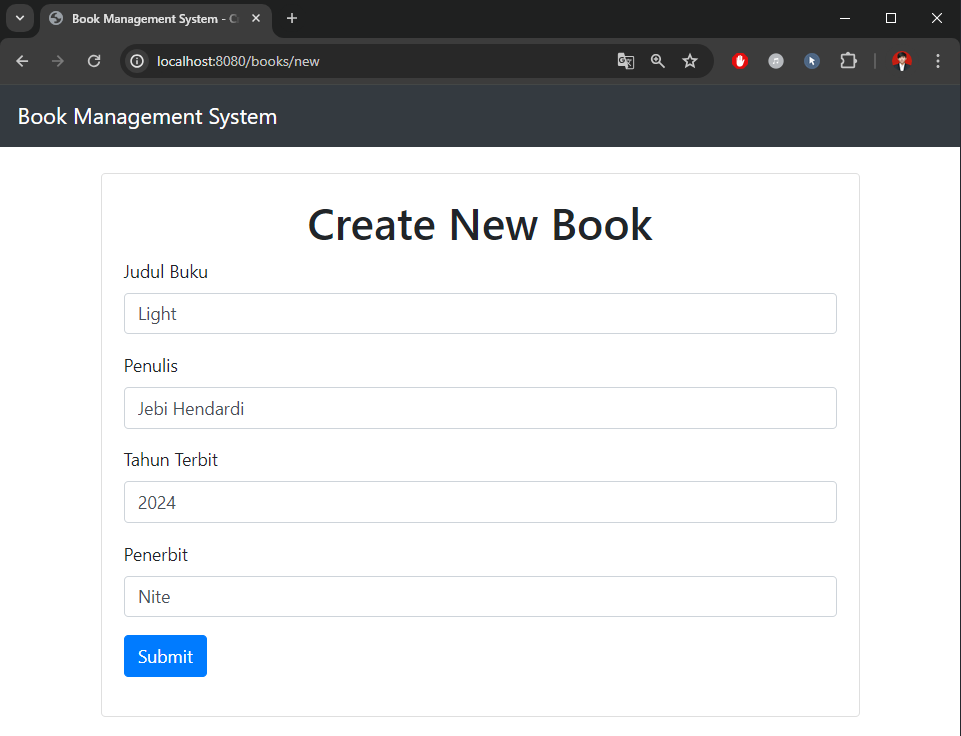 Book Management System - C
localhost:8080/books/new
Book Management System
Create New Book
Judul Buku
Light
Penulis
Jebi Hendardi
Tahun Terbit
2024
Penerbit
Nite
Submit